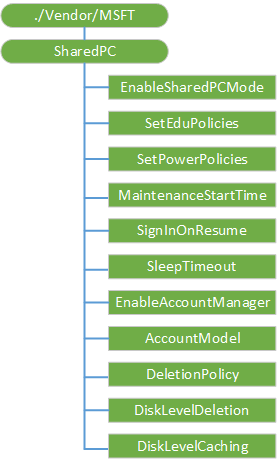 ./Vendor/MSFT
SharedPC
EnableSharedPCMode
SetEduPolicies
SetPowerPolicies
MaintenanceStartTime
SignInOnResume
SleepTimeout
EnableAccountManager
AccountModel
DeletionPolicy
DiskLevelDeletion
DiskLevelCaching